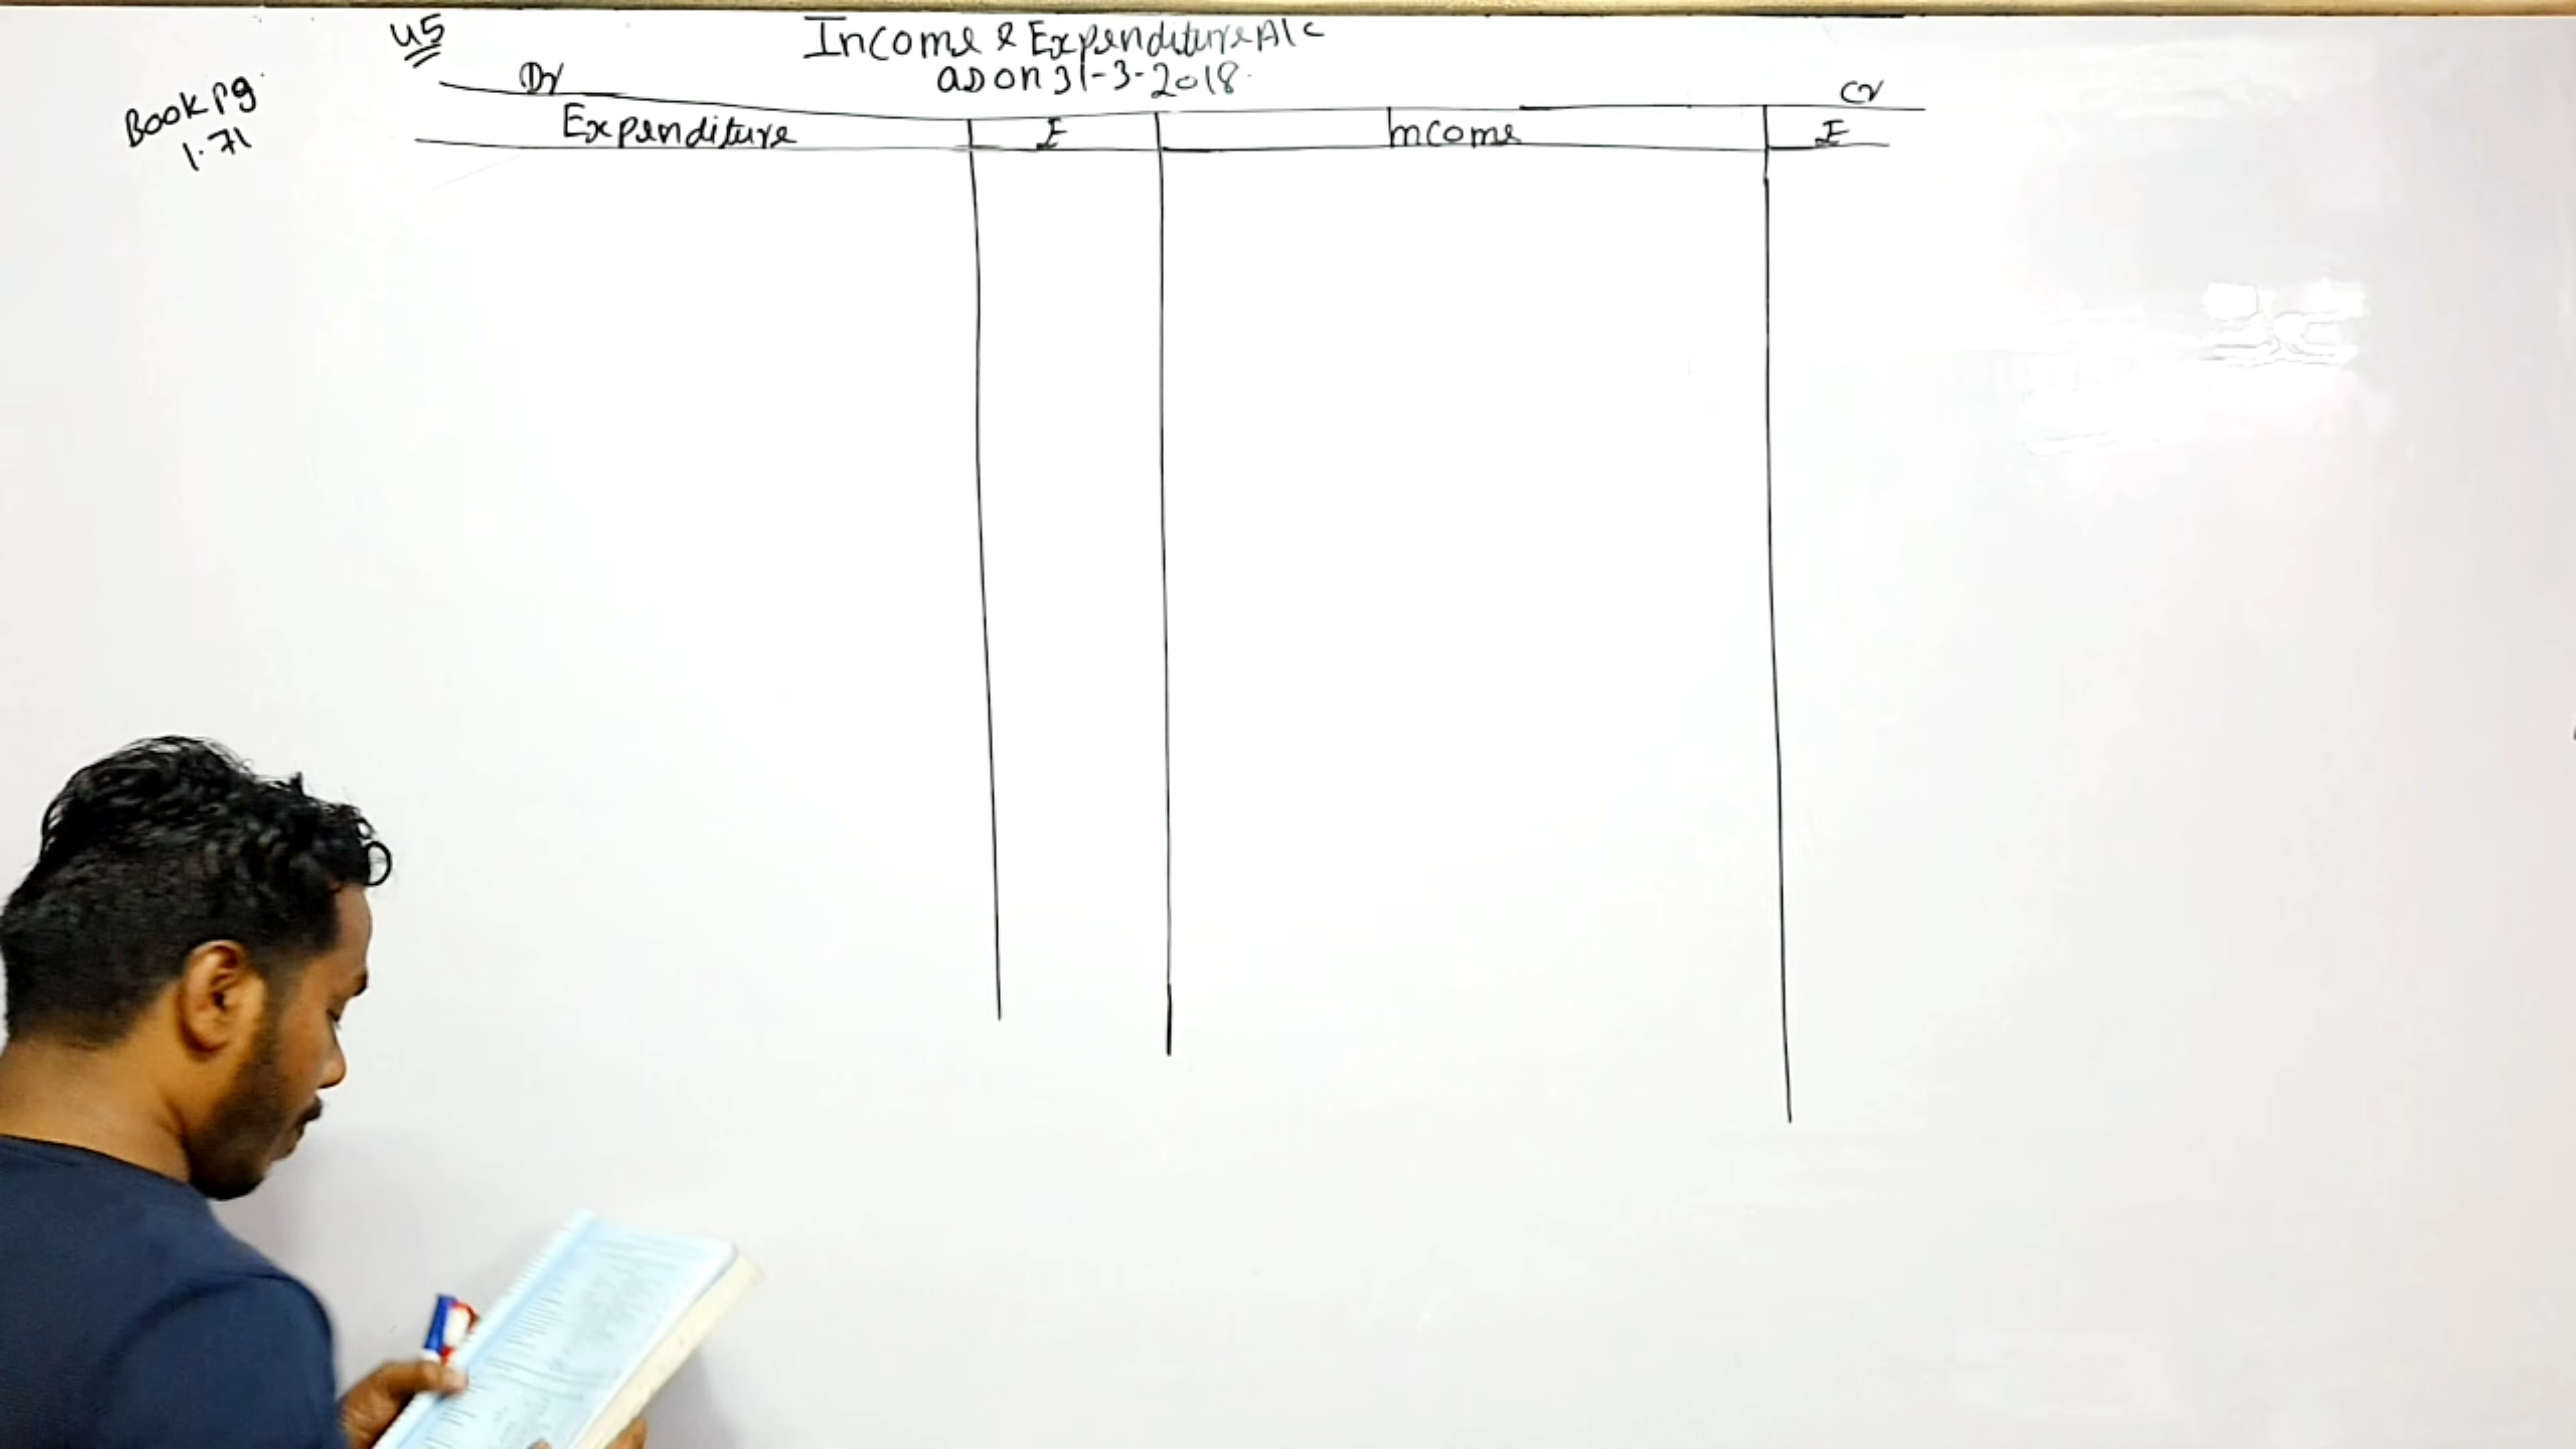 45
Income & Expenditure A/c
as on 31-3-2018
Book pg
1.71
Dr
Cr
Expenditure ₹ Income ₹